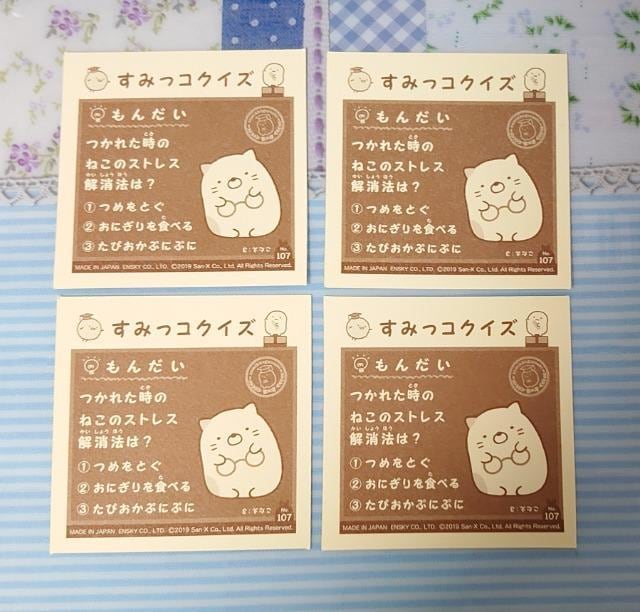 すみっコクイズ
もんだい
つかれた時の
ねこのストレス
解消法は？
①つめをとぐ
②おにぎりを食べる
③たぴおかぷにぷに
No.
107
MADE IN JAPAN ENSKY CO., LTD. ©2019 San-X Co., Ltd. All Rights Reserved.
すみっコクイズ
もんだい
つかれた時の
ねこのストレス
解消法は？
①つめをとぐ
②おにぎりを食べる
③たぴおかぷにぷに
No.
107
MADE IN JAPAN ENSKY CO., LTD. ©2019 San-X Co., Ltd. All Rights Reserved.
すみっコクイズ
もんだい
つかれた時の
ねこのストレス
解消法は？
①つめをとぐ
②おにぎりを食べる
③たぴおかぷにぷに
No.
107
MADE IN JAPAN ENSKY CO., LTD. ©2019 San-X Co., Ltd. All Rights Reserved.
すみっコクイズ
もんだい
つかれた時の
ねこのストレス
解消法は？
①つめをとぐ
②おにぎりを食べる
③たぴおかぷにぷに
No.
107
MADE IN JAPAN ENSKY CO., LTD. ©2019 San-X Co., Ltd. All Rights Reserved.